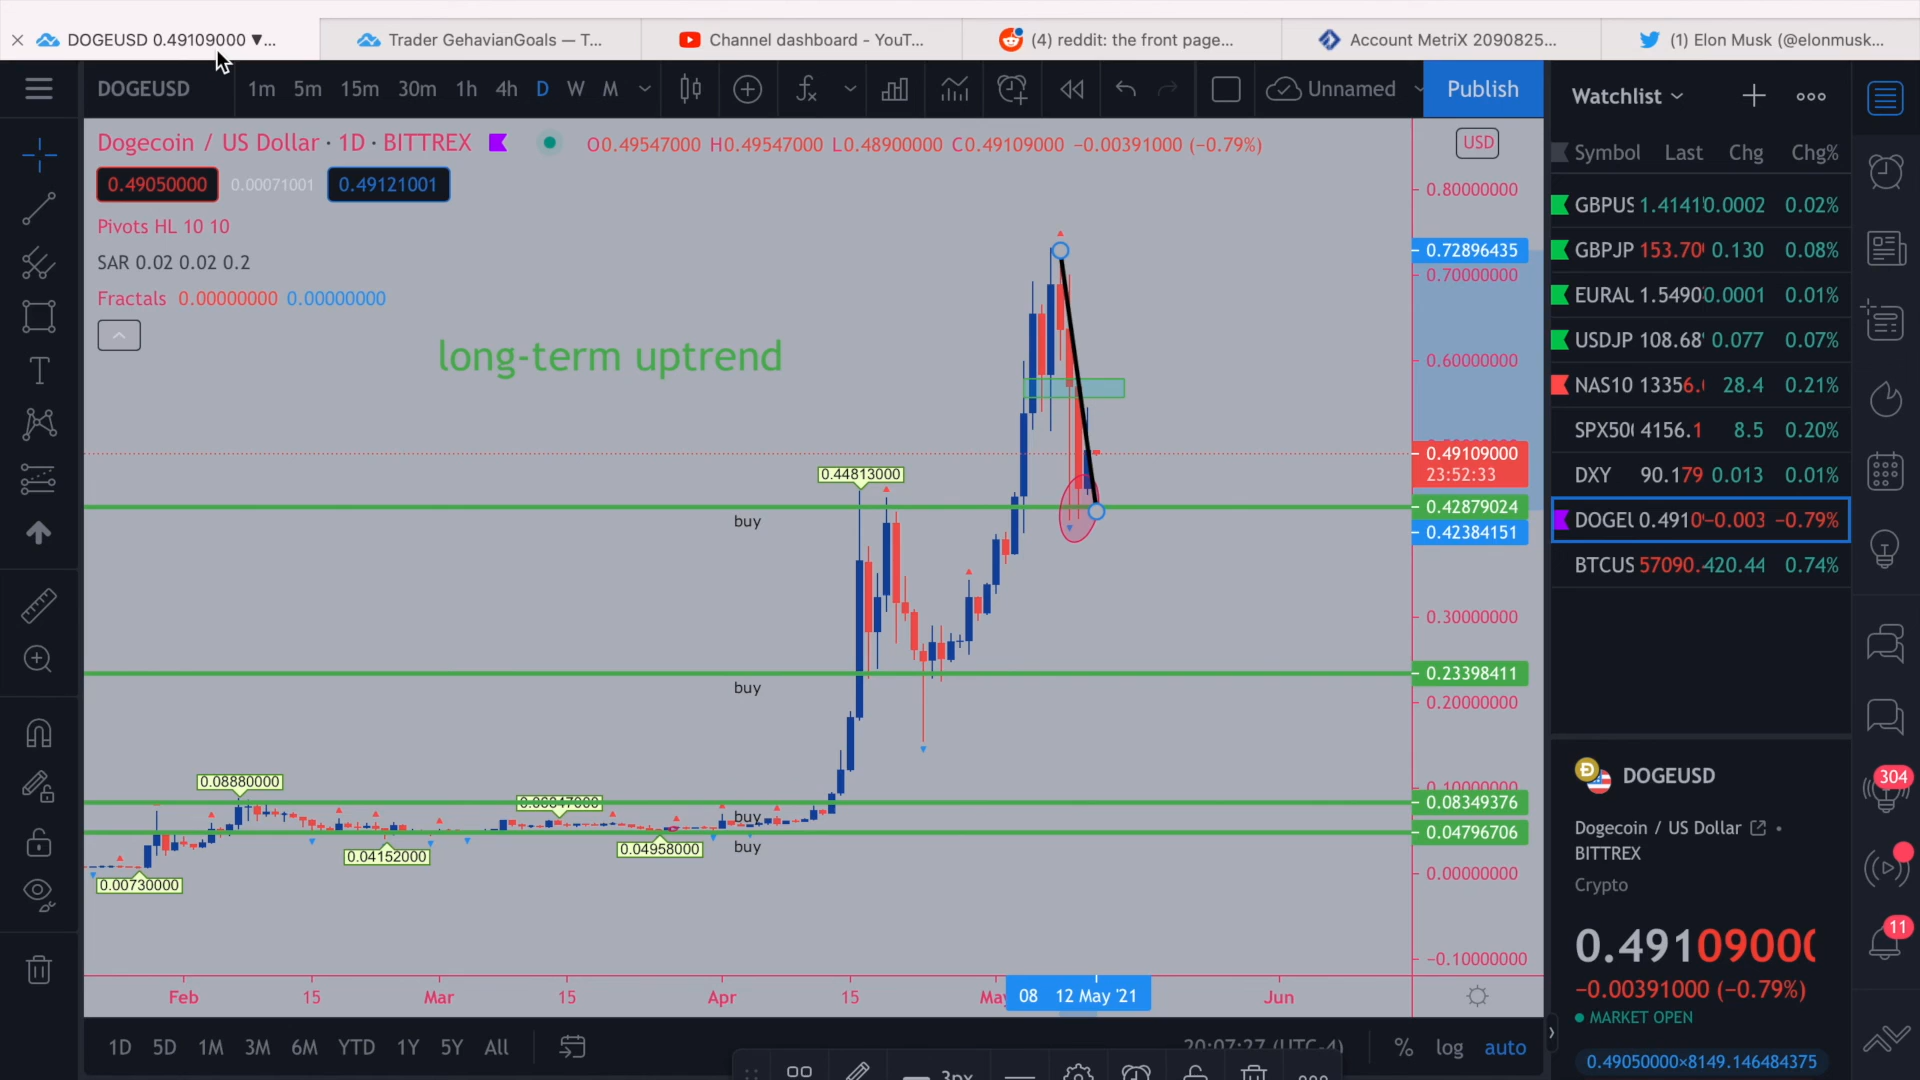 DOGEUSD 0.49109000 ▼...
Trader GehavianGoals — T...
Channel dashboard - YouT...
(4) reddit: the front page...
Account MetriX 2090825...
(1) Elon Musk (@elonmusk...
DOGEUSD
1m 5m 15m 30m 1h 4h D W M
Unnamed
Publish
Dogecoin / US Dollar · 1D · BITTREX
O0.49547000 H0.49547000 L0.48900000 C0.49109000 −0.00391000 (−0.79%)
0.49050000 0.00071001 0.49121001
Pivots HL 10 10
SAR 0.02 0.02 0.2
Fractals 0.00000000 0.00000000
long-term uptrend
0.44813000
buy
buy
0.08880000
buy
0.04152000
0.04958000
buy
0.00730000
USD
0.80000000
0.72896435
0.70000000
0.60000000
0.49109000
23:52:33
0.42879024
0.42384151
0.30000000
0.23398411
0.20000000
0.08349376
0.04796706
0.00000000
−0.10000000
Feb 15 Mar 15 Apr 15 08 12 May '21 Jun
1D 5D 1M 3M 6M YTD 1Y 5Y All
20:07:27 (UTC-4)
% log auto
3px
Watchlist
Symbol Last Chg Chg%
GBPUS 1.4141 0.0002 0.02%
GBPJP 153.70 0.130 0.08%
EURAU 1.5490 0.0001 0.01%
USDJP 108.68 0.077 0.07%
NAS10 13356. 28.4 0.21%
SPX50 4156.1 8.5 0.20%
DXY 90.179 0.013 0.01%
DOGEU 0.491 −0.003 −0.79%
BTCUS 57090. 420.44 0.74%
DOGEUSD
Dogecoin / US Dollar
BITTREX
Crypto
0.49109000
−0.00391000 (−0.79%)
MARKET OPEN
0.49050000×8149.146484375
304
11